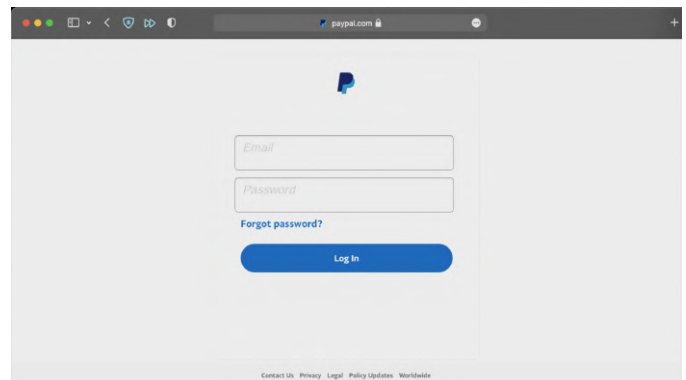 paypal.com
Email
Password
Forgot password?
Log In
Contact Us Privacy Legal Policy Updates Worldwide